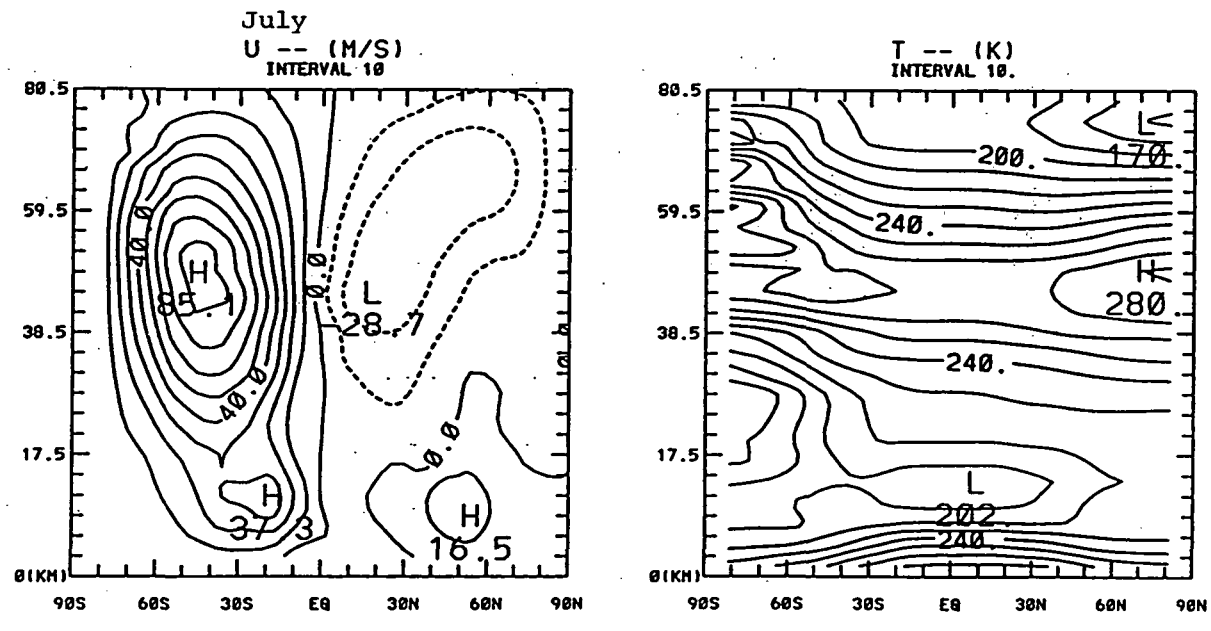 July
U -- (M/S)
INTERVAL 10
80.5
59.5
38.5
17.5
0(KM)
90S 60S 30S EQ 30N 60N 90N
40.0
H
85.1
40.0
0.0
0.0
L
-28.7
0.0
H
37.3
H
16.5
T -- (K)
INTERVAL 10.
80.5
59.5
38.5
17.5
0(KM)
90S 60S 30S EQ 30N 60N 90N
L
170.
200.
240.
H
280.
240.
L
202.
240.